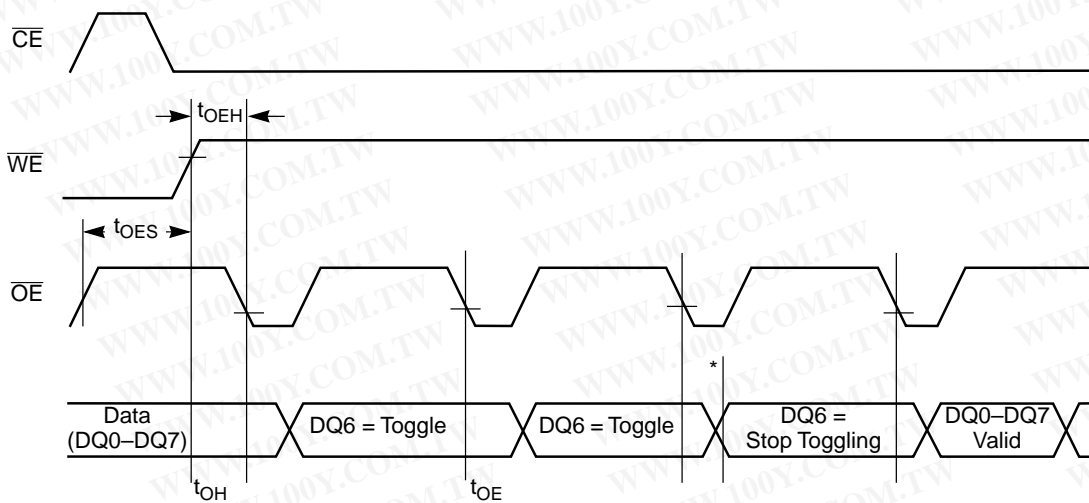 WWW.100Y.COM.TW
CE
tOEH
WE
tOES
OE
*
Data
(DQ0–DQ7)
DQ6 = Toggle
DQ6 = Toggle
DQ6 =
Stop Toggling
DQ0–DQ7
Valid
tOH
tOE